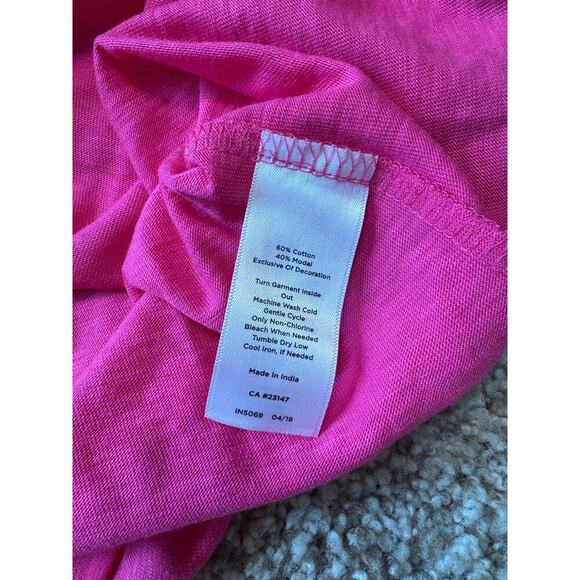 60% Cotton
40% Modal
Exclusive Of Decoration
Turn Garment Inside
Out
Machine Wash Cold
Gentle Cycle
Only Non-Chlorine
Bleach When Needed
Tumble Dry Low
Cool Iron, If Needed
Made In India
CA #23147
IN5069 04/18